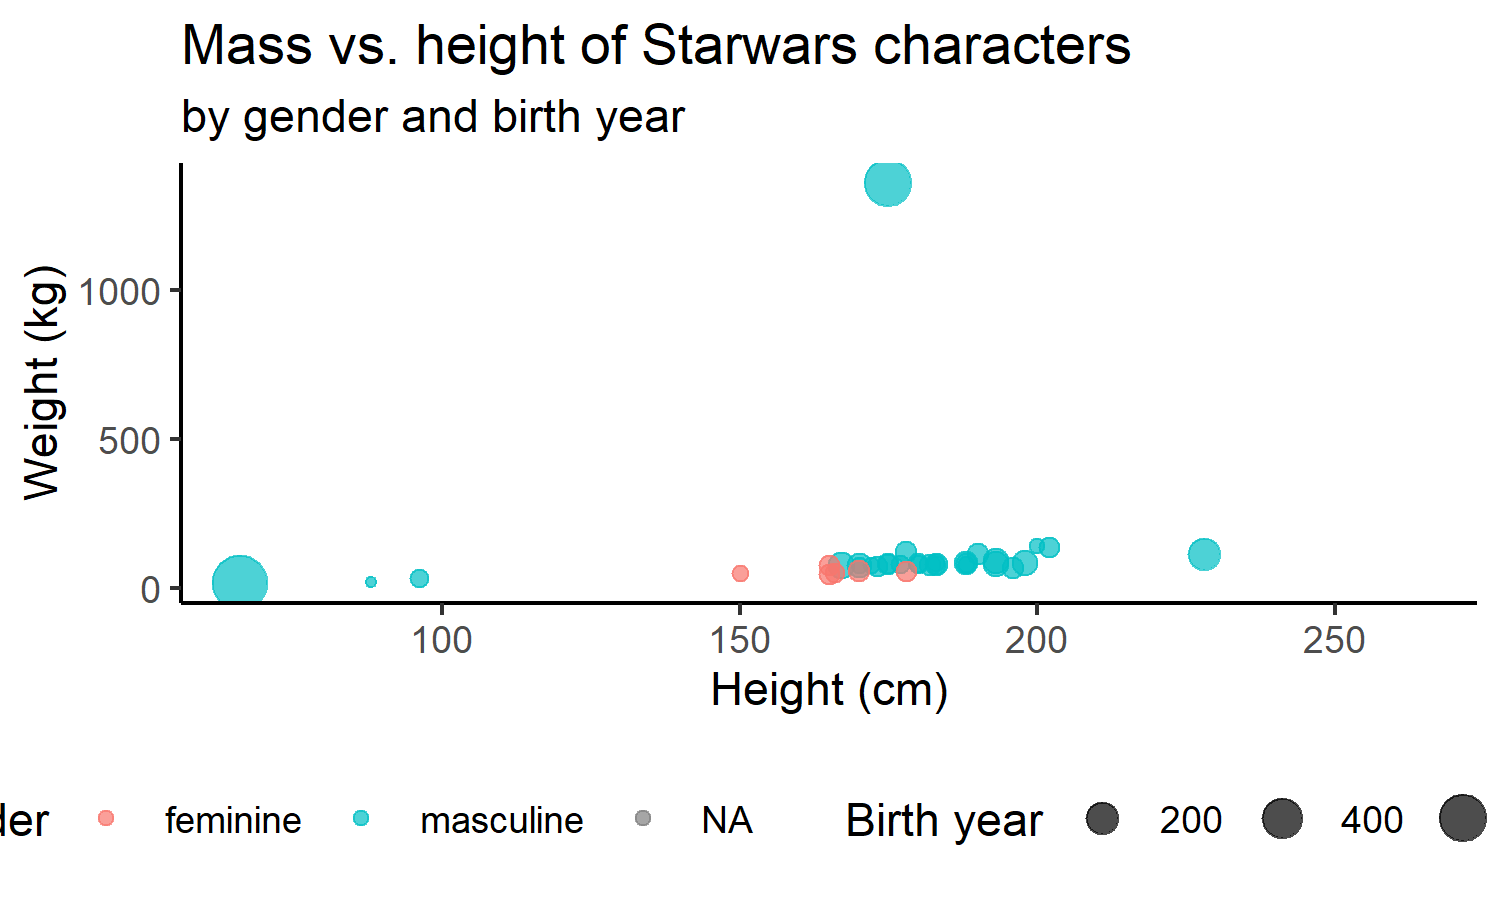 Mass vs. height of Starwars characters
by gender and birth year
Weight (kg)
1000
500
0
100 150 200 250
Height (cm)
der feminine masculine NA Birth year 200 400